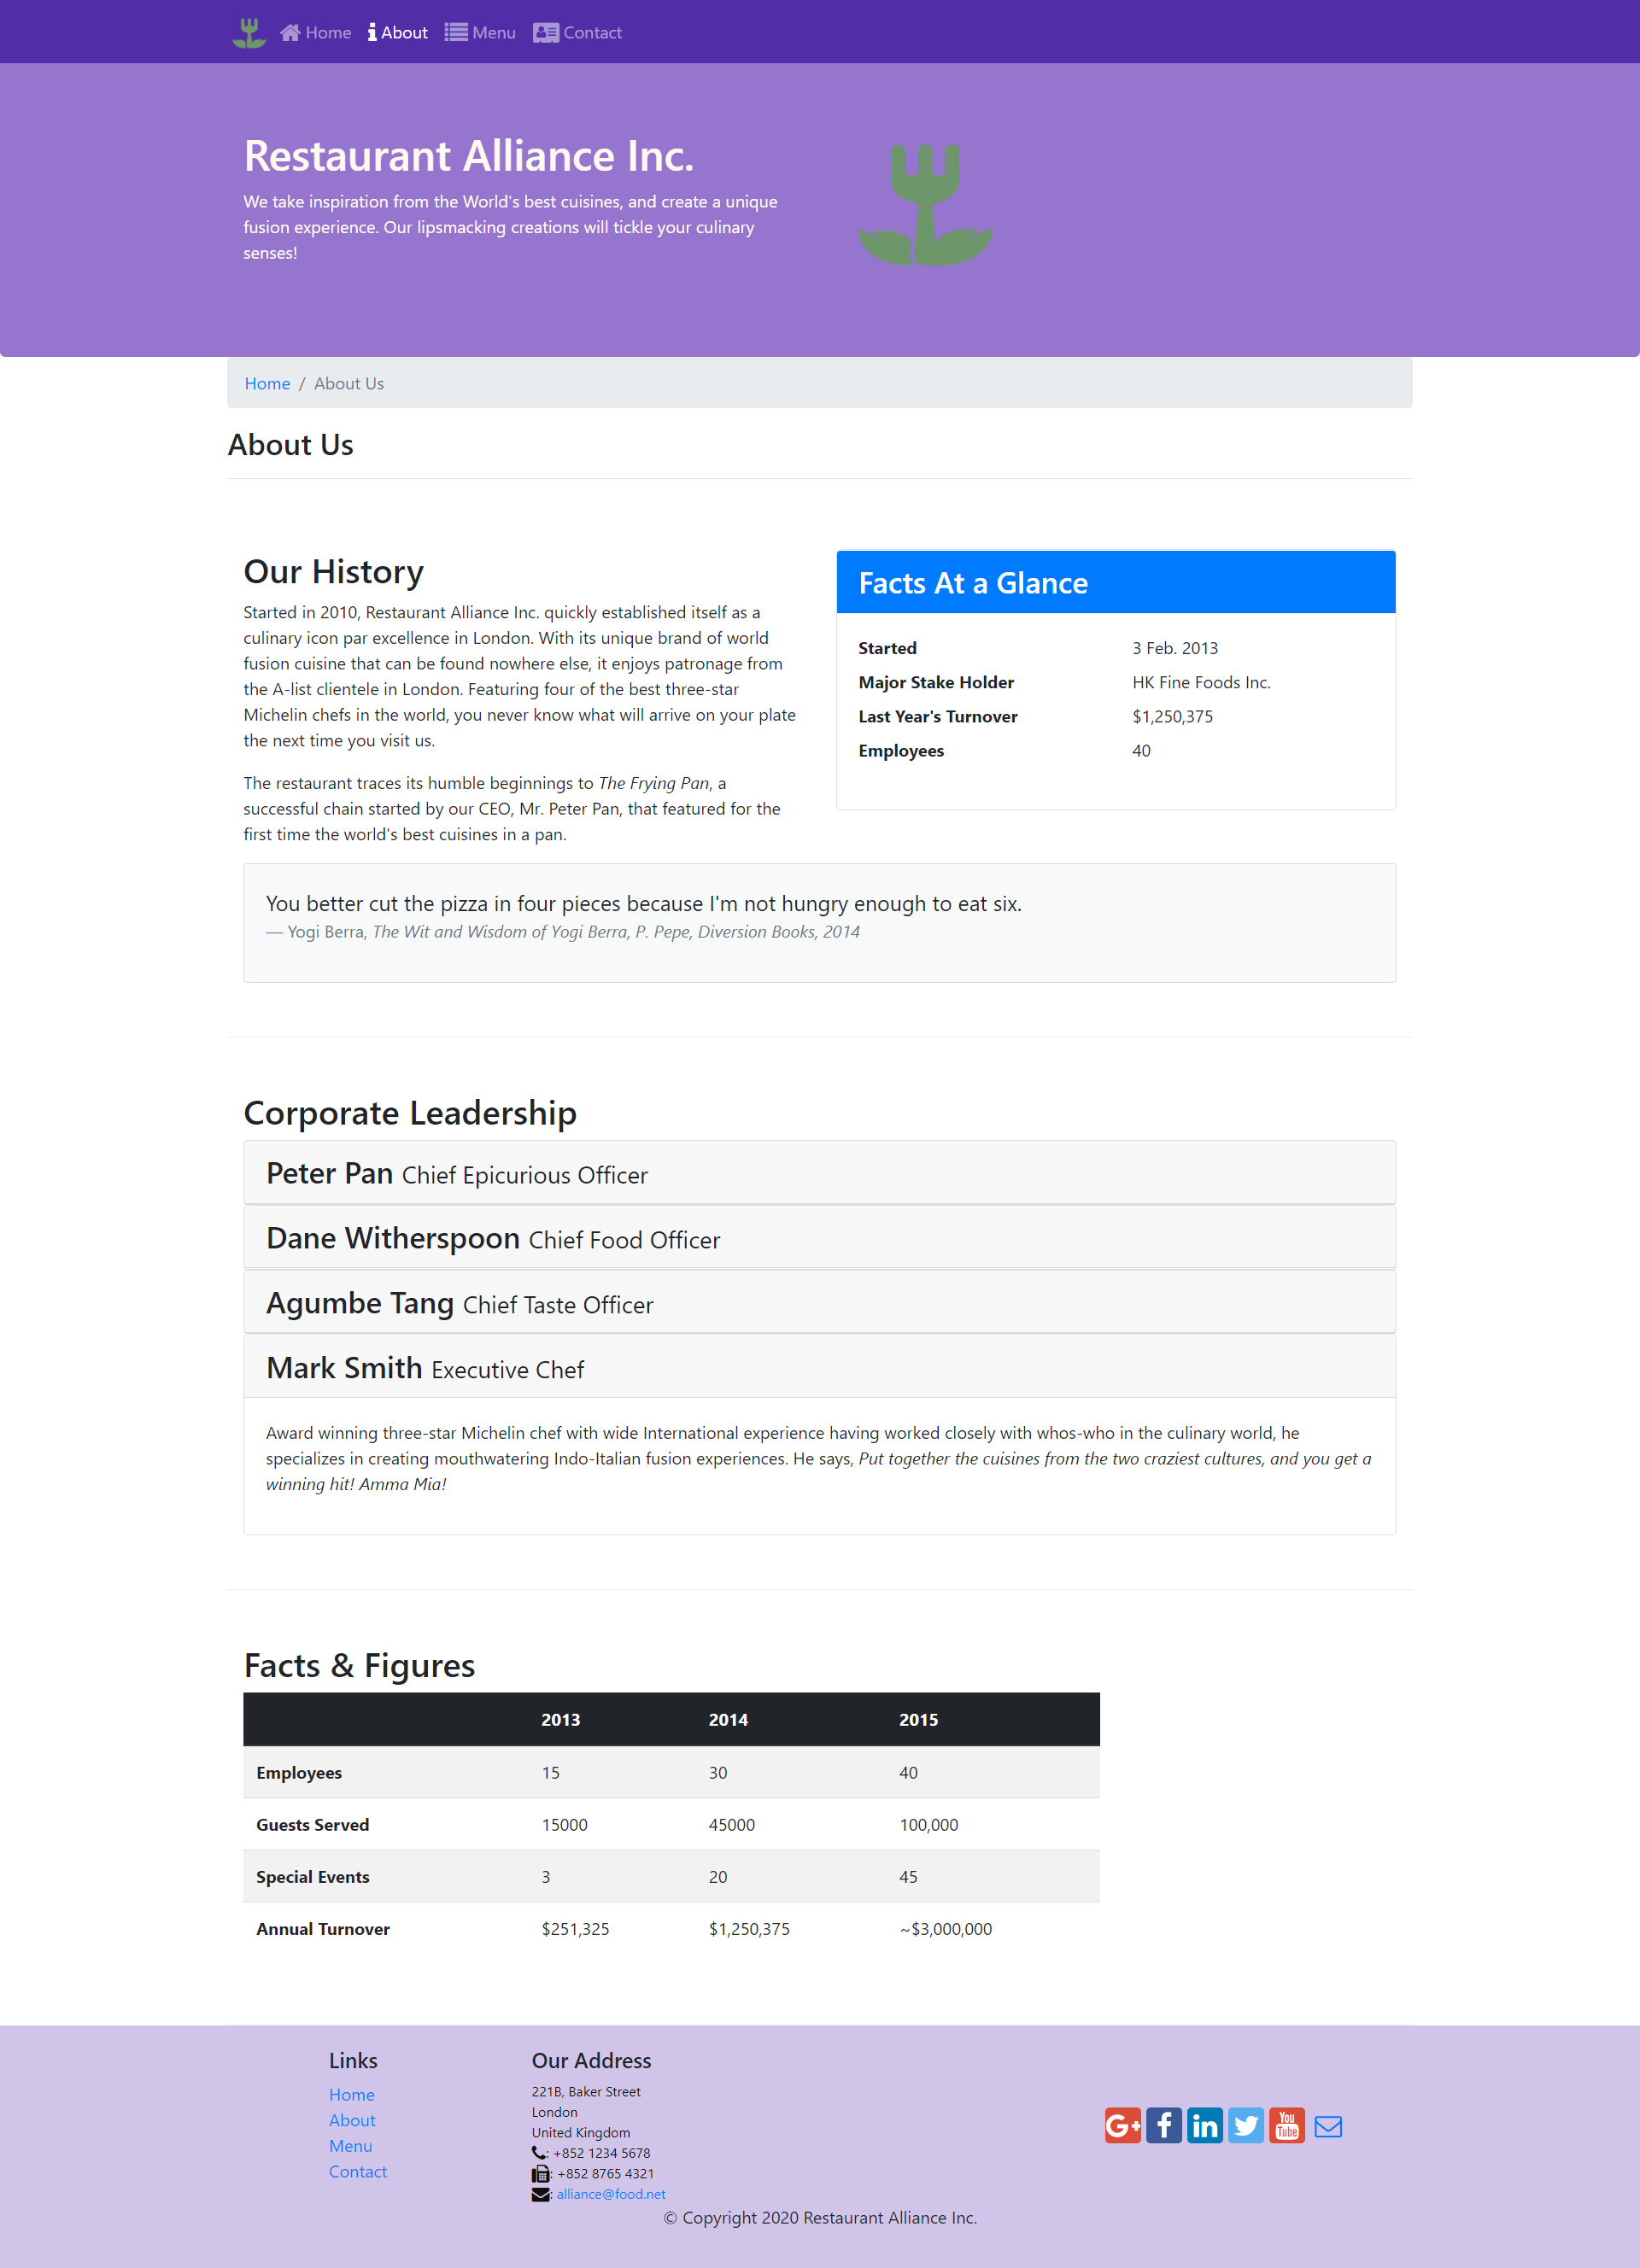 Home About Menu Contact
Restaurant Alliance Inc.
We take inspiration from the World's best cuisines, and create a unique
fusion experience. Our lipsmacking creations will tickle your culinary
senses!
Home / About Us
About Us
Our History
Started in 2010, Restaurant Alliance Inc. quickly established itself as a
culinary icon par excellence in London. With its unique brand of world
fusion cuisine that can be found nowhere else, it enjoys patronage from
the A-list clientele in London. Featuring four of the best three-star
Michelin chefs in the world, you never know what will arrive on your plate
the next time you visit us.
The restaurant traces its humble beginnings to The Frying Pan, a
successful chain started by our CEO, Mr. Peter Pan, that featured for the
first time the world's best cuisines in a pan.
Facts At a Glance
Started 3 Feb. 2013
Major Stake Holder HK Fine Foods Inc.
Last Year's Turnover $1,250,375
Employees 40
You better cut the pizza in four pieces because I'm not hungry enough to eat six.
— Yogi Berra, The Wit and Wisdom of Yogi Berra, P. Pepe, Diversion Books, 2014
Corporate Leadership
Peter Pan Chief Epicurious Officer
Dane Witherspoon Chief Food Officer
Agumbe Tang Chief Taste Officer
Mark Smith Executive Chef
Award winning three-star Michelin chef with wide International experience having worked closely with whos-who in the culinary world, he
specializes in creating mouthwatering Indo-Italian fusion experiences. He says, Put together the cuisines from the two craziest cultures, and you get a
winning hit! Amma Mia!
Facts & Figures
2013 2014 2015
Employees 15 30 40
Guests Served 15000 45000 100,000
Special Events 3 20 45
Annual Turnover $251,325 $1,250,375 ~$3,000,000
Links
Home
About
Menu
Contact
Our Address
221B, Baker Street
London
United Kingdom
: +852 1234 5678
: +852 8765 4321
: alliance@food.net
G+ f in You Tube
© Copyright 2020 Restaurant Alliance Inc.